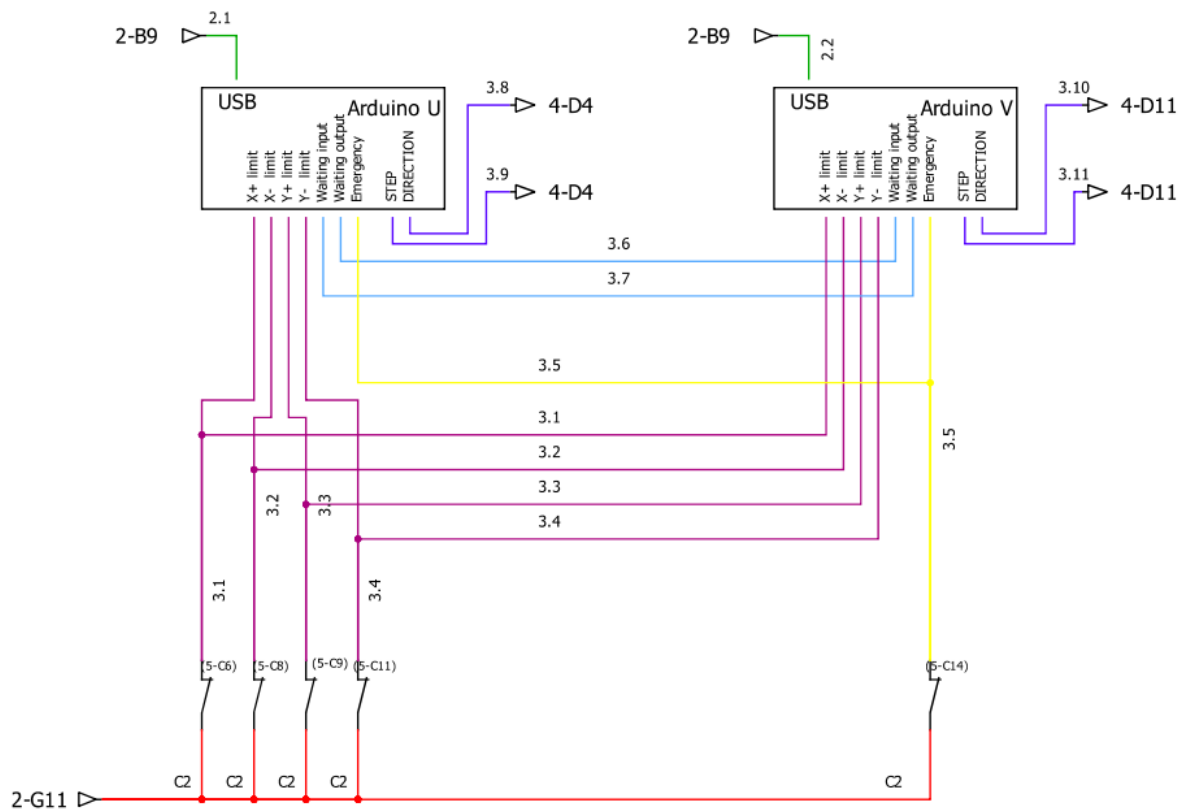 2-B9
2.1
2-B9
2.2
USB
Arduino U
3.8
4-D4
USB
Arduino V
3.10
4-D11
X+ limit
X- limit
Y+ limit
Y- limit
Waiting input
Waiting output
Emergency
STEP
DIRECTION
3.9
4-D4
X+ limit
X- limit
Y+ limit
Y- limit
Waiting input
Waiting output
Emergency
STEP
DIRECTION
3.11
4-D11
3.6
3.7
3.5
3.1
3.5
3.2
3.3
3.2
3.3
3.4
3.1
3.4
(5-C6)
(5-C8)
(5-C9)
(5-C11)
(5-C14)
C2
C2
C2
C2
C2
2-G11